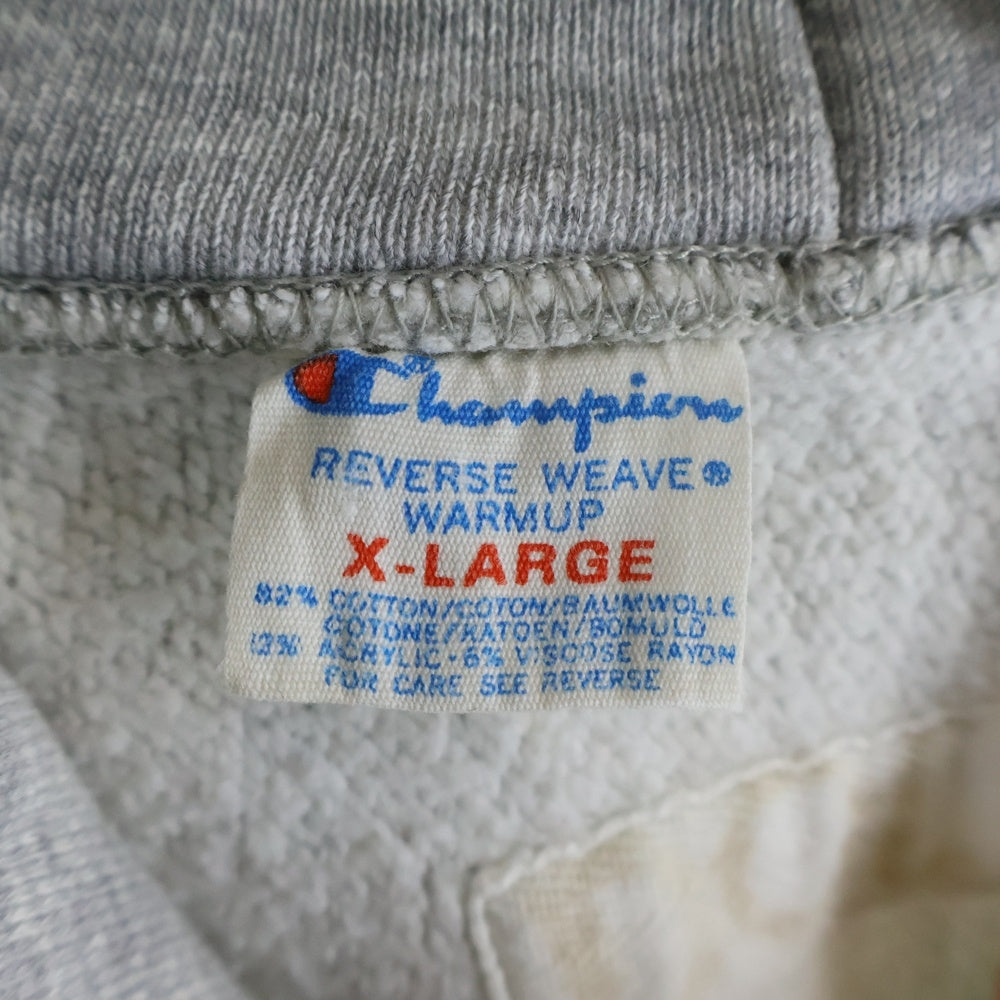 Champion
REVERSE WEAVE®
WARMUP
X-LARGE
82% COTTON/COTON/BAUMWOLLE
COTONE/KATOEN/BOMULD
12% ACRYLIC - 6% VISCOSE RAYON
FOR CARE SEE REVERSE